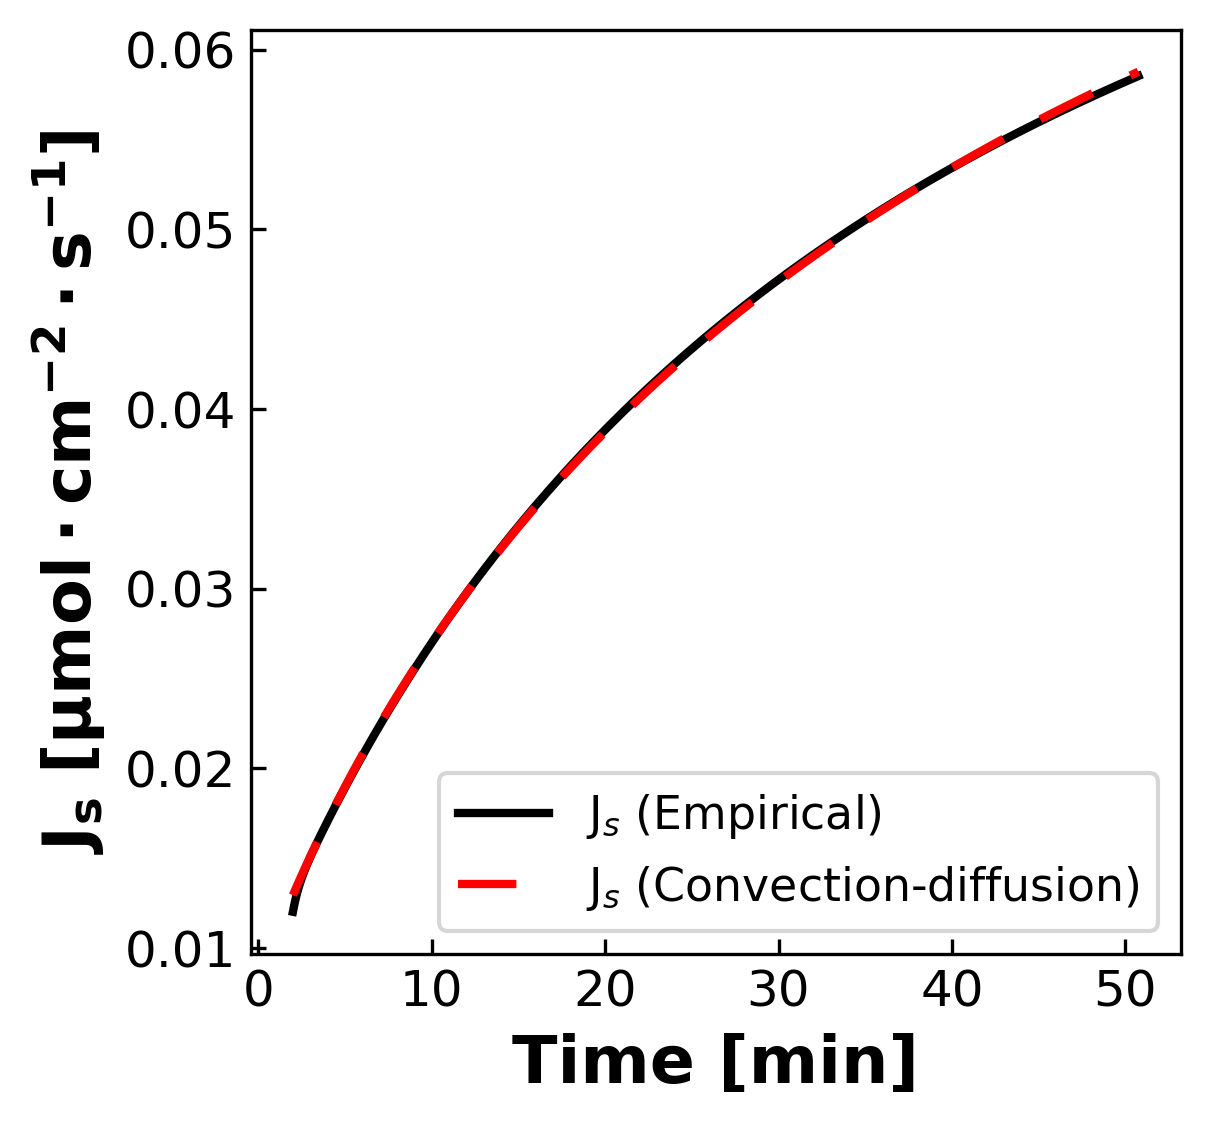 0.06
0.05
0.04
0.03
0.02
0.01
0 10 20 30 40 50
Jₛ [μmol·cm⁻²·s⁻¹]
Time [min]
Jₛ (Empirical)
Jₛ (Convection-diffusion)